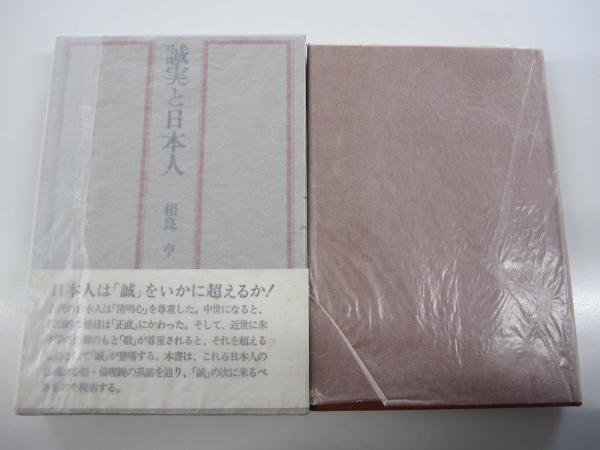 誠実と日本人
相良 亨
日本人は「誠」をいかに超えるか!
古代の日本人は「清明心」を尊重した。中世になると、
徳目は「正直」にかわった。そして、近世に朱
子学の影響のもと「敬」が尊重されると、それを超える
ものとして「誠」が登場する。本書は、これら日本人の
心情・倫理観の系譜を辿り、「誠」の次に来るべ
きものを模索する。